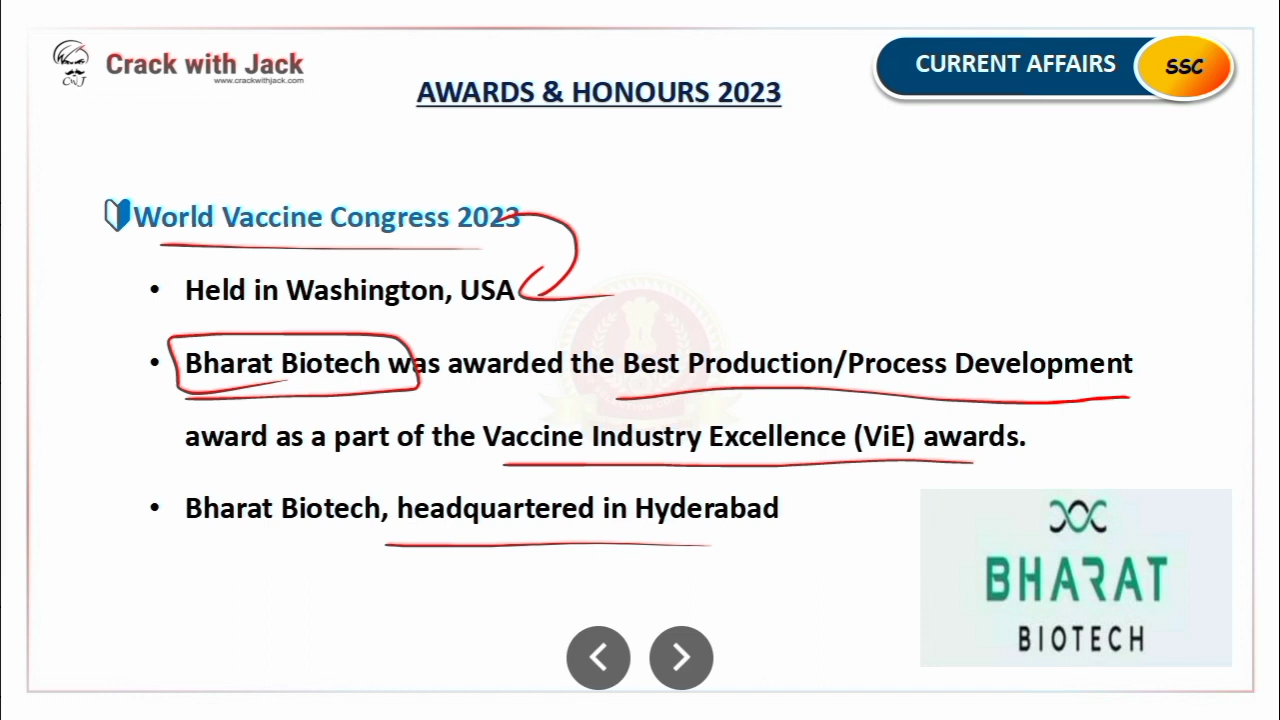 Crack with Jack
www.crackwithjack.com
CwJ
CURRENT AFFAIRS
SSC
AWARDS & HONOURS 2023
World Vaccine Congress 2023
• Held in Washington, USA
• Bharat Biotech was awarded the Best Production/Process Development
award as a part of the Vaccine Industry Excellence (ViE) awards.
• Bharat Biotech, headquartered in Hyderabad
BHARAT
BIOTECH